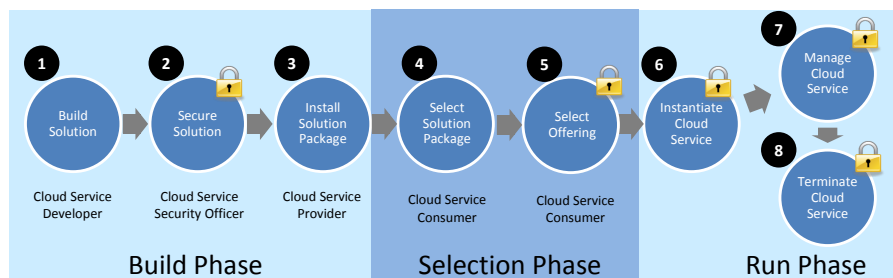 1
Build
Solution
Cloud Service
Developer
2
Secure
Solution
Cloud Service
Security Officer
3
Install
Solution
Package
Cloud Service
Provider
Build Phase
4
Select
Solution
Package
Cloud Service
Consumer
5
Select
Offering
Cloud Service
Consumer
Selection Phase
6
Instantiate
Cloud
Service
7
Manage
Cloud
Service
8
Terminate
Cloud
Service
Run Phase